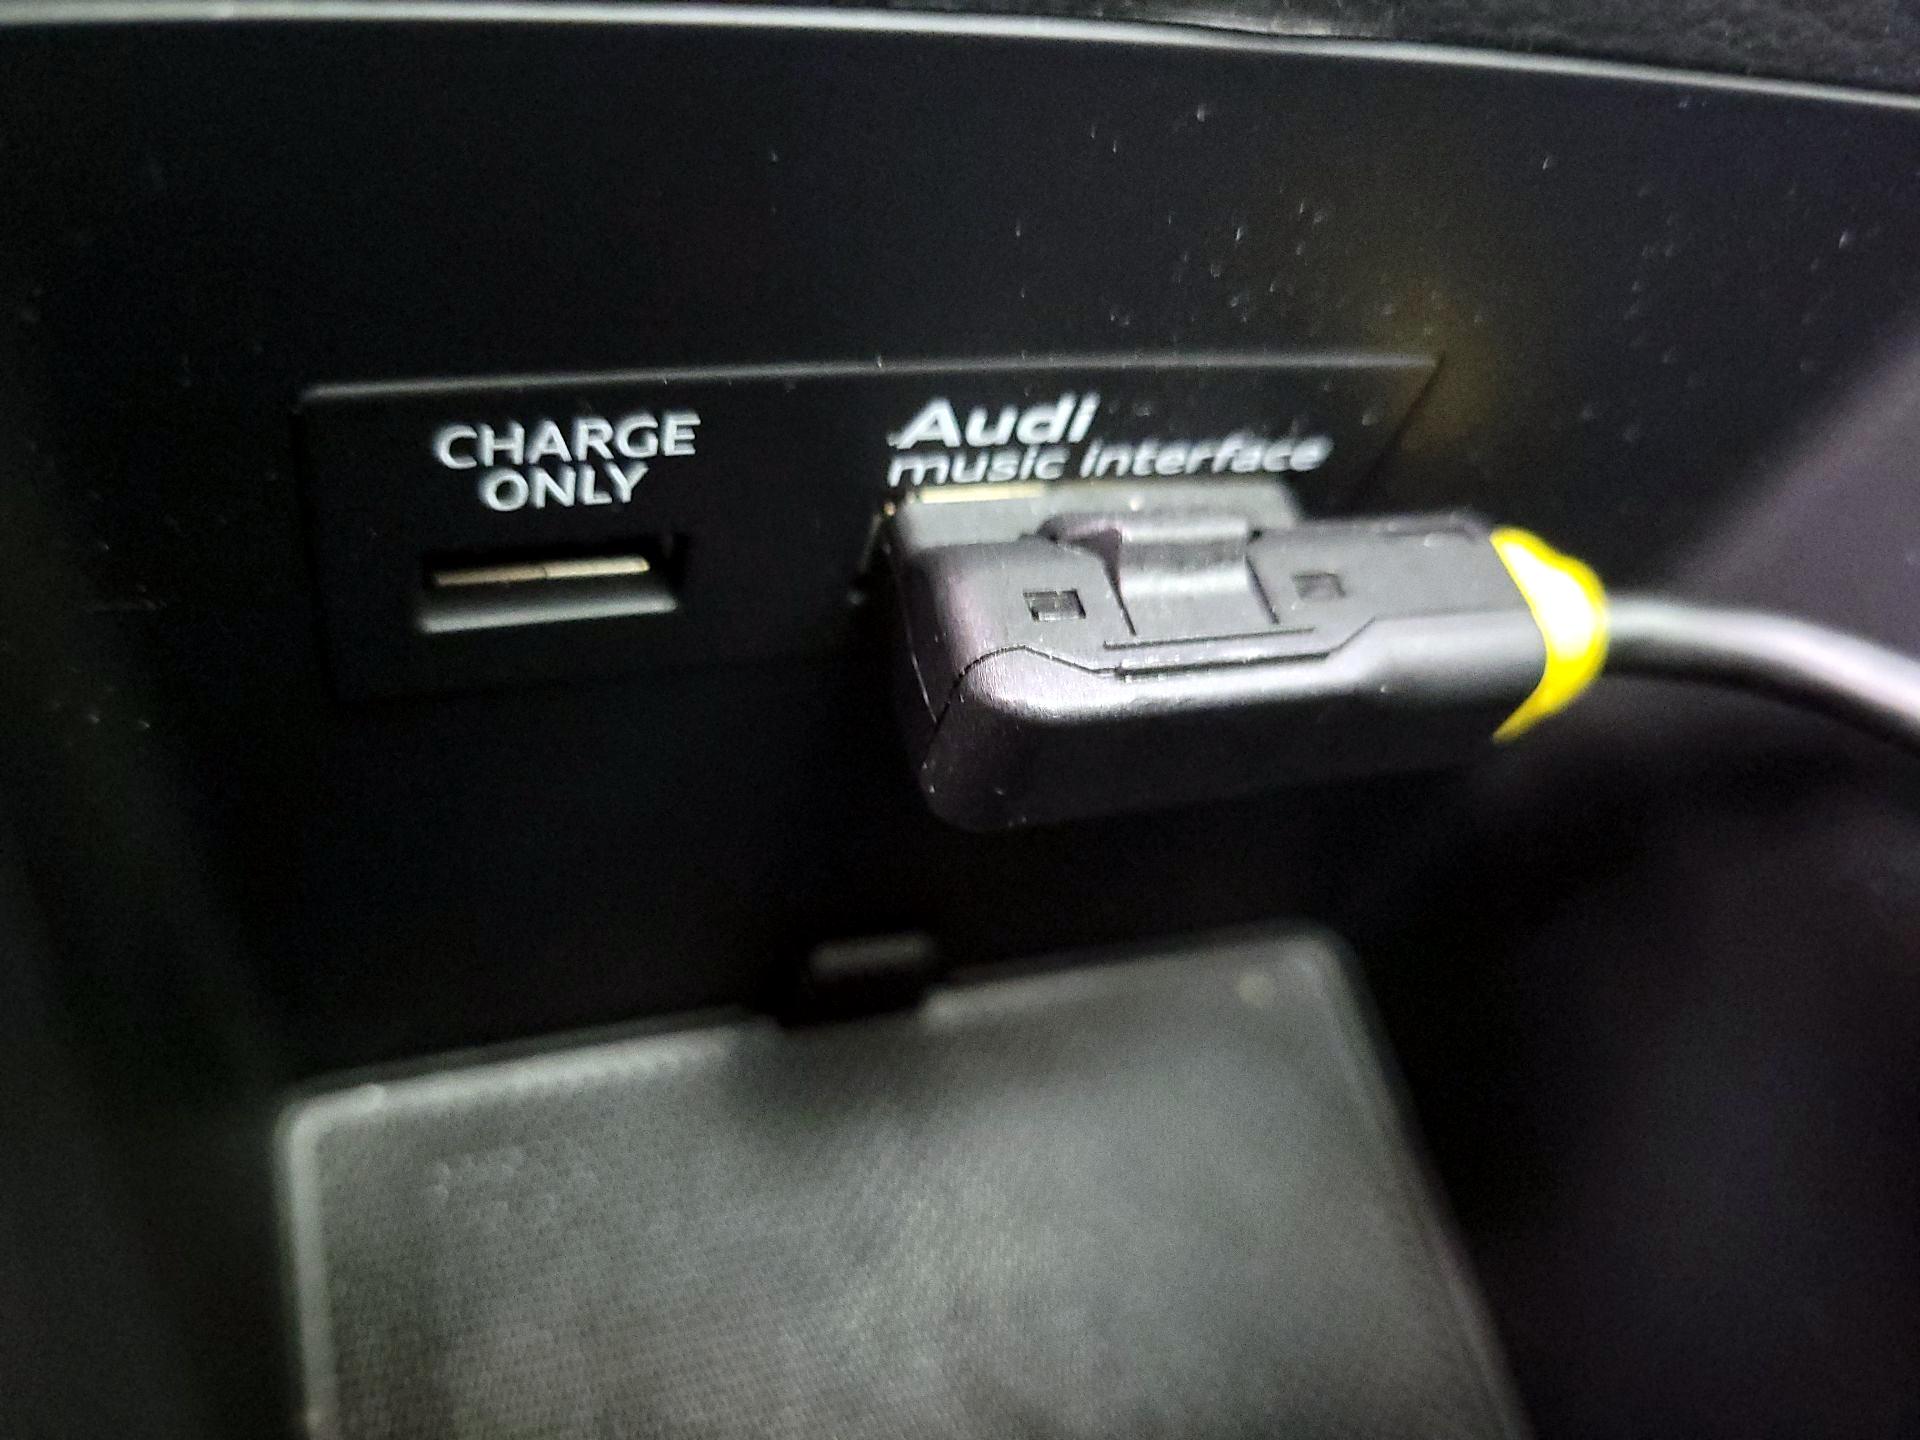 CHARGE
ONLY
Audi
music interface